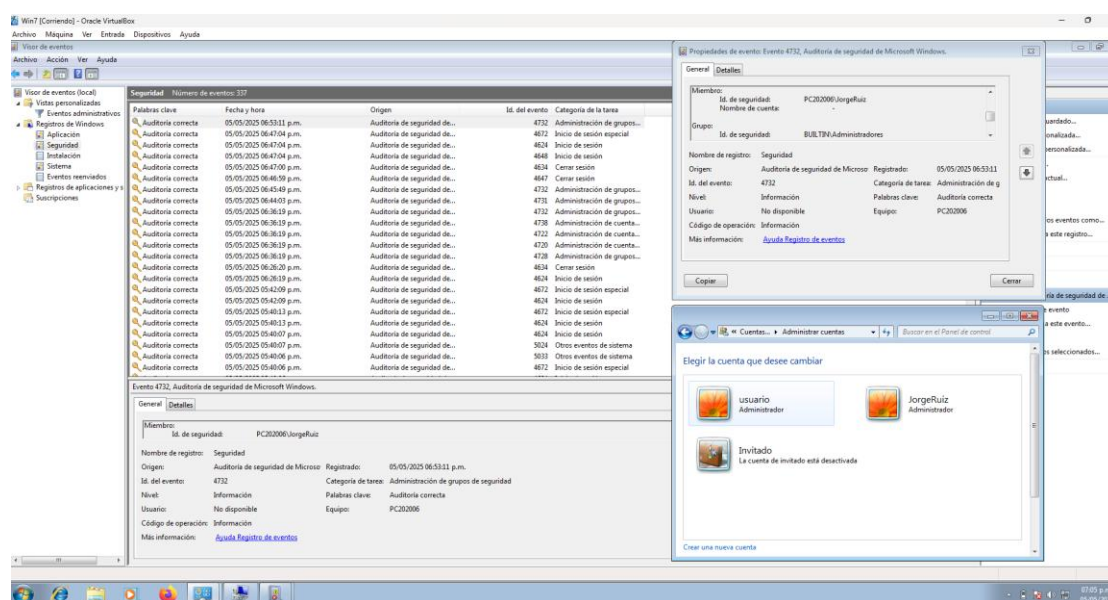 Win7 [Corriendo] - Oracle VirtualBox
Archivo Máquina Ver Entrada Dispositivos Ayuda
Visor de eventos
Archivo Acción Ver Ayuda
Visor de eventos (local)
Vistas personalizadas
Eventos administrativos
Registros de Windows
Aplicación
Seguridad
Instalación
Sistema
Eventos reenviados
Registros de aplicaciones y s
Suscripciones
Seguridad Número de eventos: 337
Palabras clave Fecha y hora Origen Id. del evento Categoría de la tarea
Auditoría correcta 05/05/2025 06:53:11 p.m. Auditoría de seguridad de... 4732 Administración de grupos...
Auditoría correcta 05/05/2025 06:47:04 p.m. Auditoría de seguridad de... 4672 Inicio de sesión especial
Auditoría correcta 05/05/2025 06:47:04 p.m. Auditoría de seguridad de... 4624 Inicio de sesión
Auditoría correcta 05/05/2025 06:47:04 p.m. Auditoría de seguridad de... 4648 Inicio de sesión
Auditoría correcta 05/05/2025 06:47:00 p.m. Auditoría de seguridad de... 4634 Cerrar sesión
Auditoría correcta 05/05/2025 06:46:59 p.m. Auditoría de seguridad de... 4647 Cerrar sesión
Auditoría correcta 05/05/2025 06:45:49 p.m. Auditoría de seguridad de... 4732 Administración de grupos...
Auditoría correcta 05/05/2025 06:44:03 p.m. Auditoría de seguridad de... 4731 Administración de grupos...
Auditoría correcta 05/05/2025 06:36:19 p.m. Auditoría de seguridad de... 4732 Administración de grupos...
Auditoría correcta 05/05/2025 06:36:19 p.m. Auditoría de seguridad de... 4738 Administración de cuenta...
Auditoría correcta 05/05/2025 06:36:19 p.m. Auditoría de seguridad de... 4722 Administración de cuenta...
Auditoría correcta 05/05/2025 06:36:19 p.m. Auditoría de seguridad de... 4720 Administración de cuenta...
Auditoría correcta 05/05/2025 06:36:19 p.m. Auditoría de seguridad de... 4728 Administración de grupos...
Auditoría correcta 05/05/2025 06:26:20 p.m. Auditoría de seguridad de... 4634 Cerrar sesión
Auditoría correcta 05/05/2025 06:26:19 p.m. Auditoría de seguridad de... 4624 Inicio de sesión
Auditoría correcta 05/05/2025 05:42:09 p.m. Auditoría de seguridad de... 4672 Inicio de sesión especial
Auditoría correcta 05/05/2025 05:42:09 p.m. Auditoría de seguridad de... 4624 Inicio de sesión
Auditoría correcta 05/05/2025 05:40:13 p.m. Auditoría de seguridad de... 4672 Inicio de sesión especial
Auditoría correcta 05/05/2025 05:40:13 p.m. Auditoría de seguridad de... 4624 Inicio de sesión
Auditoría correcta 05/05/2025 05:40:07 p.m. Auditoría de seguridad de... 4624 Inicio de sesión
Auditoría correcta 05/05/2025 05:40:07 p.m. Auditoría de seguridad de... 5024 Otros eventos de sistema
Auditoría correcta 05/05/2025 05:40:06 p.m. Auditoría de seguridad de... 5033 Otros eventos de sistema
Auditoría correcta 05/05/2025 05:40:06 p.m. Auditoría de seguridad de... 4672 Inicio de sesión especial
Evento 4732, Auditoría de seguridad de Microsoft Windows.
General Detalles
Miembro:
Id. de seguridad: PC202006\JorgeRuiz
Nombre de registro: Seguridad
Origen: Auditoría de seguridad de Microso Registrado: 05/05/2025 06:53:11 p.m.
Id. del evento: 4732 Categoría de tarea: Administración de grupos de seguridad
Nivel: Información Palabras clave: Auditoría correcta
Usuario: No disponible Equipo: PC202006
Código de operación: Información
Más información: Ayuda Registro de eventos
Propiedades de evento: Evento 4732, Auditoría de seguridad de Microsoft Windows.
General Detalles
Miembro:
Id. de seguridad: PC202006\JorgeRuiz
Nombre de cuenta: -
Grupo:
Id. de seguridad: BUILTIN\Administradores
Nombre de registro: Seguridad
Origen: Auditoría de seguridad de Microso Registrado: 05/05/2025 06:53:11
Id. del evento: 4732 Categoría de tarea: Administración de g
Nivel: Información Palabras clave: Auditoría correcta
Usuario: No disponible Equipo: PC202006
Código de operación: Información
Más información: Ayuda Registro de eventos
Copiar Cerrar
uardado...
onalizada...
ersonalizada...
ctual...
os eventos como...
a este registro...
ría de seguridad de
e evento
a este evento...
os seleccionados...
« Cuentas... Administrar cuentas Buscar en el Panel de control
Elegir la cuenta que desee cambiar
usuario
Administrador
JorgeRuiz
Administrador
Invitado
La cuenta de invitado está desactivada
Crear una nueva cuenta
07:05 p.